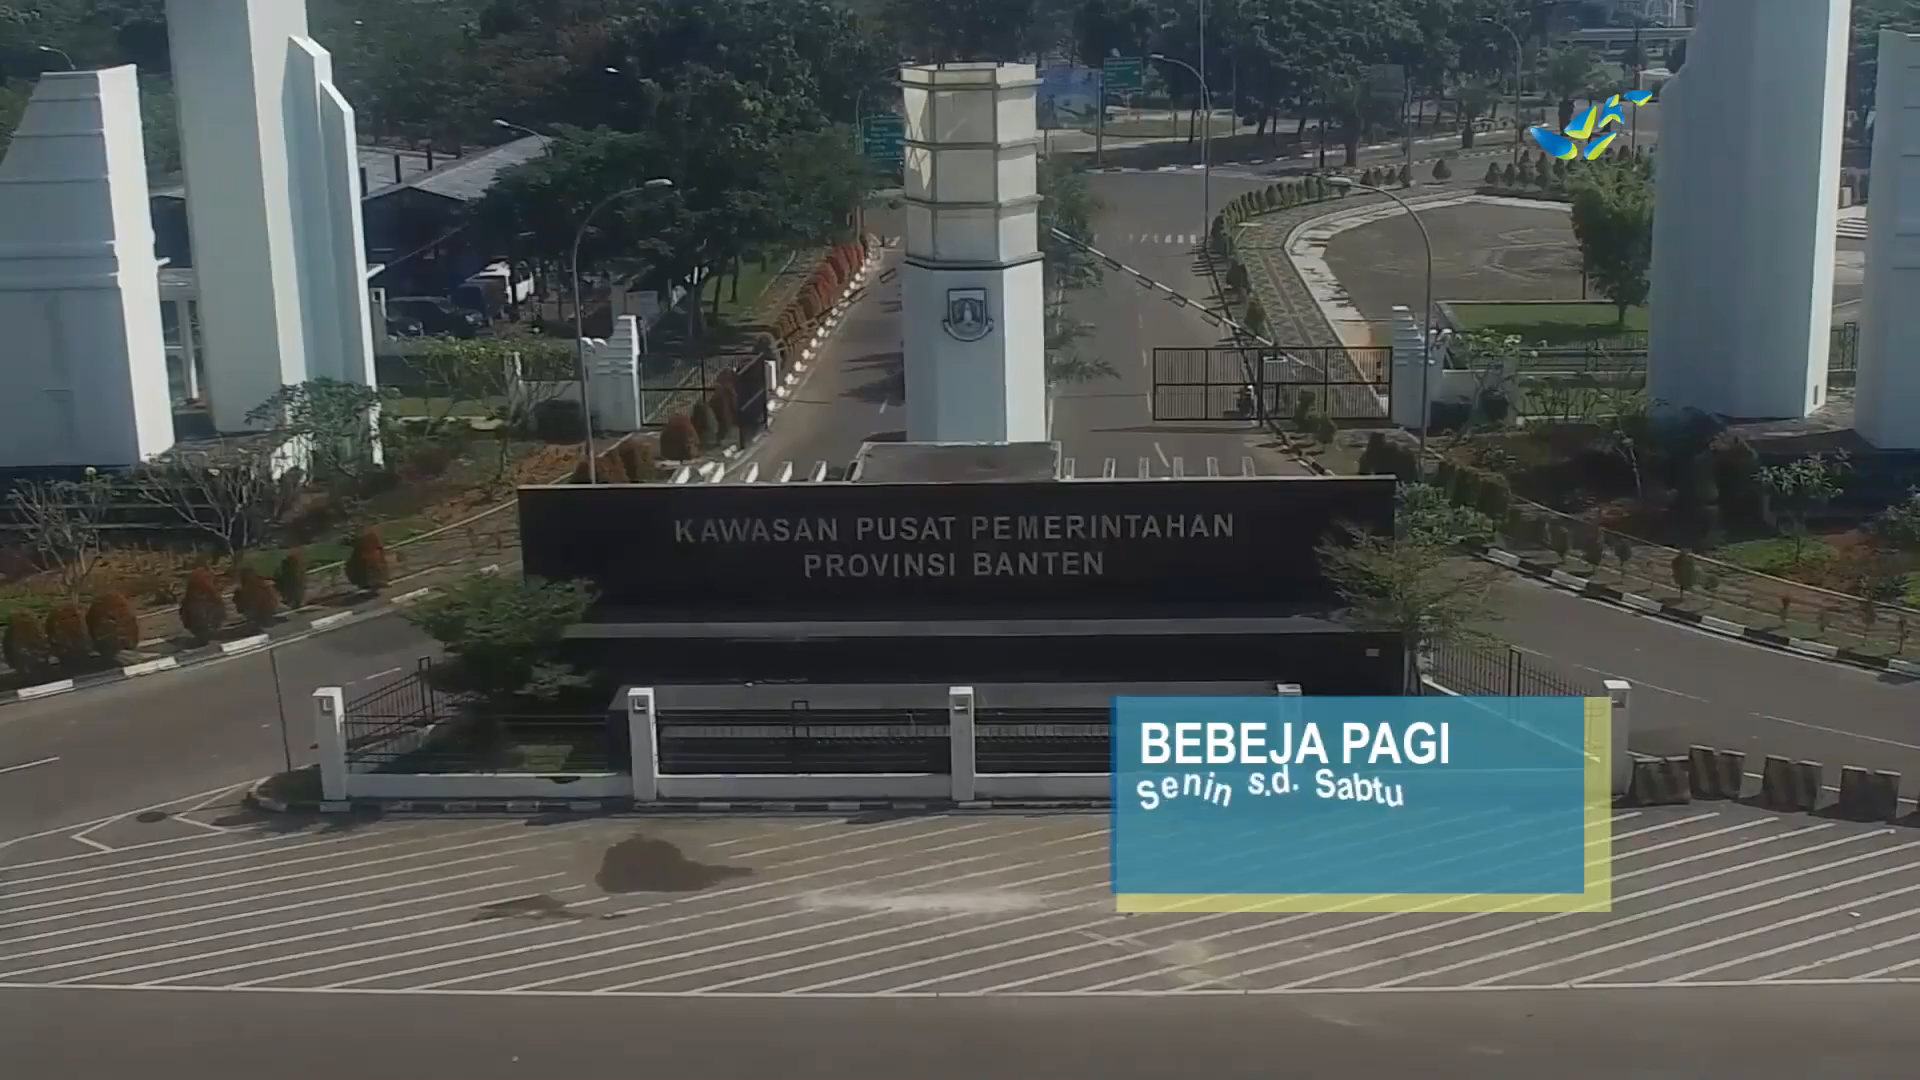 KAWASAN PUSAT PEMERINTAHAN
PROVINSI BANTEN
BEBEJA PAGI
Senin s.d. Sabtu